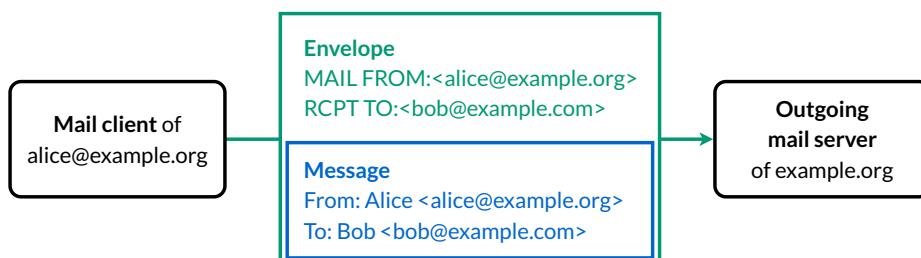 Mail client of
alice@example.org
Envelope
MAIL FROM:<alice@example.org>
RCPT TO:<bob@example.com>
Message
From: Alice <alice@example.org>
To: Bob <bob@example.com>
Outgoing
mail server
of example.org